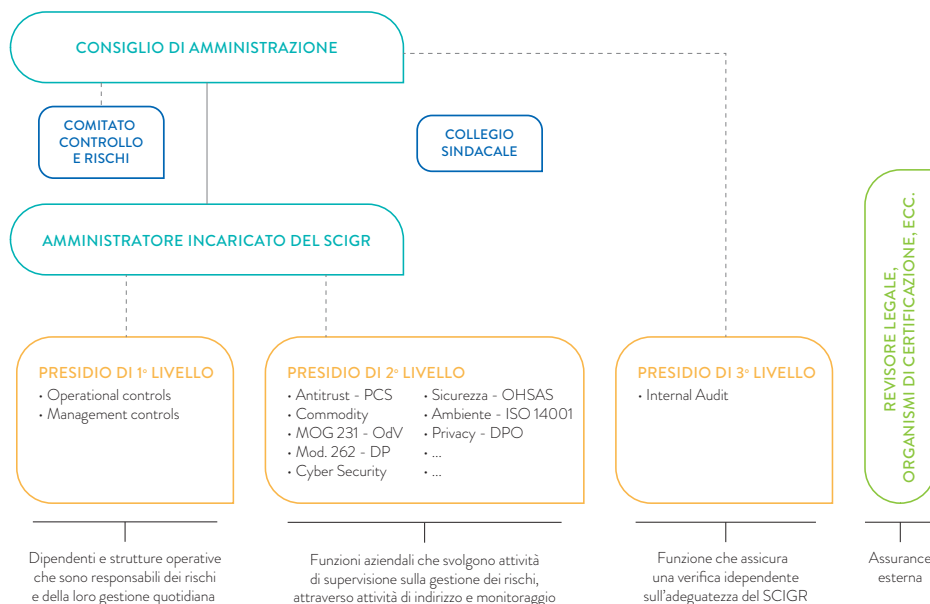 CONSIGLIO DI AMMINISTRAZIONE
COMITATO
CONTROLLO
E RISCHI
COLLEGIO
SINDACALE
AMMINISTRATORE INCARICATO DEL SCIGR
PRESIDIO DI 1º LIVELLO
• Operational controls
• Management controls
PRESIDIO DI 2º LIVELLO
• Antitrust - PCS
• Commodity
• MOG 231 - OdV
• Mod. 262 - DP
• Cyber Security
• Sicurezza - OHSAS
• Ambiente - ISO 14001
• Privacy - DPO
• ...
• ...
PRESIDIO DI 3º LIVELLO
• Internal Audit
REVISORE LEGALE,
ORGANISMI DI CERTIFICAZIONE, ECC.
Dipendenti e strutture operative
che sono responsabili dei rischi
e della loro gestione quotidiana
Funzioni aziendali che svolgono attività
di supervisione sulla gestione dei rischi,
attraverso attività di indirizzo e monitoraggio
Funzione che assicura
una verifica idependente
sull'adeguatezza del SCIGR
Assurance
esterna